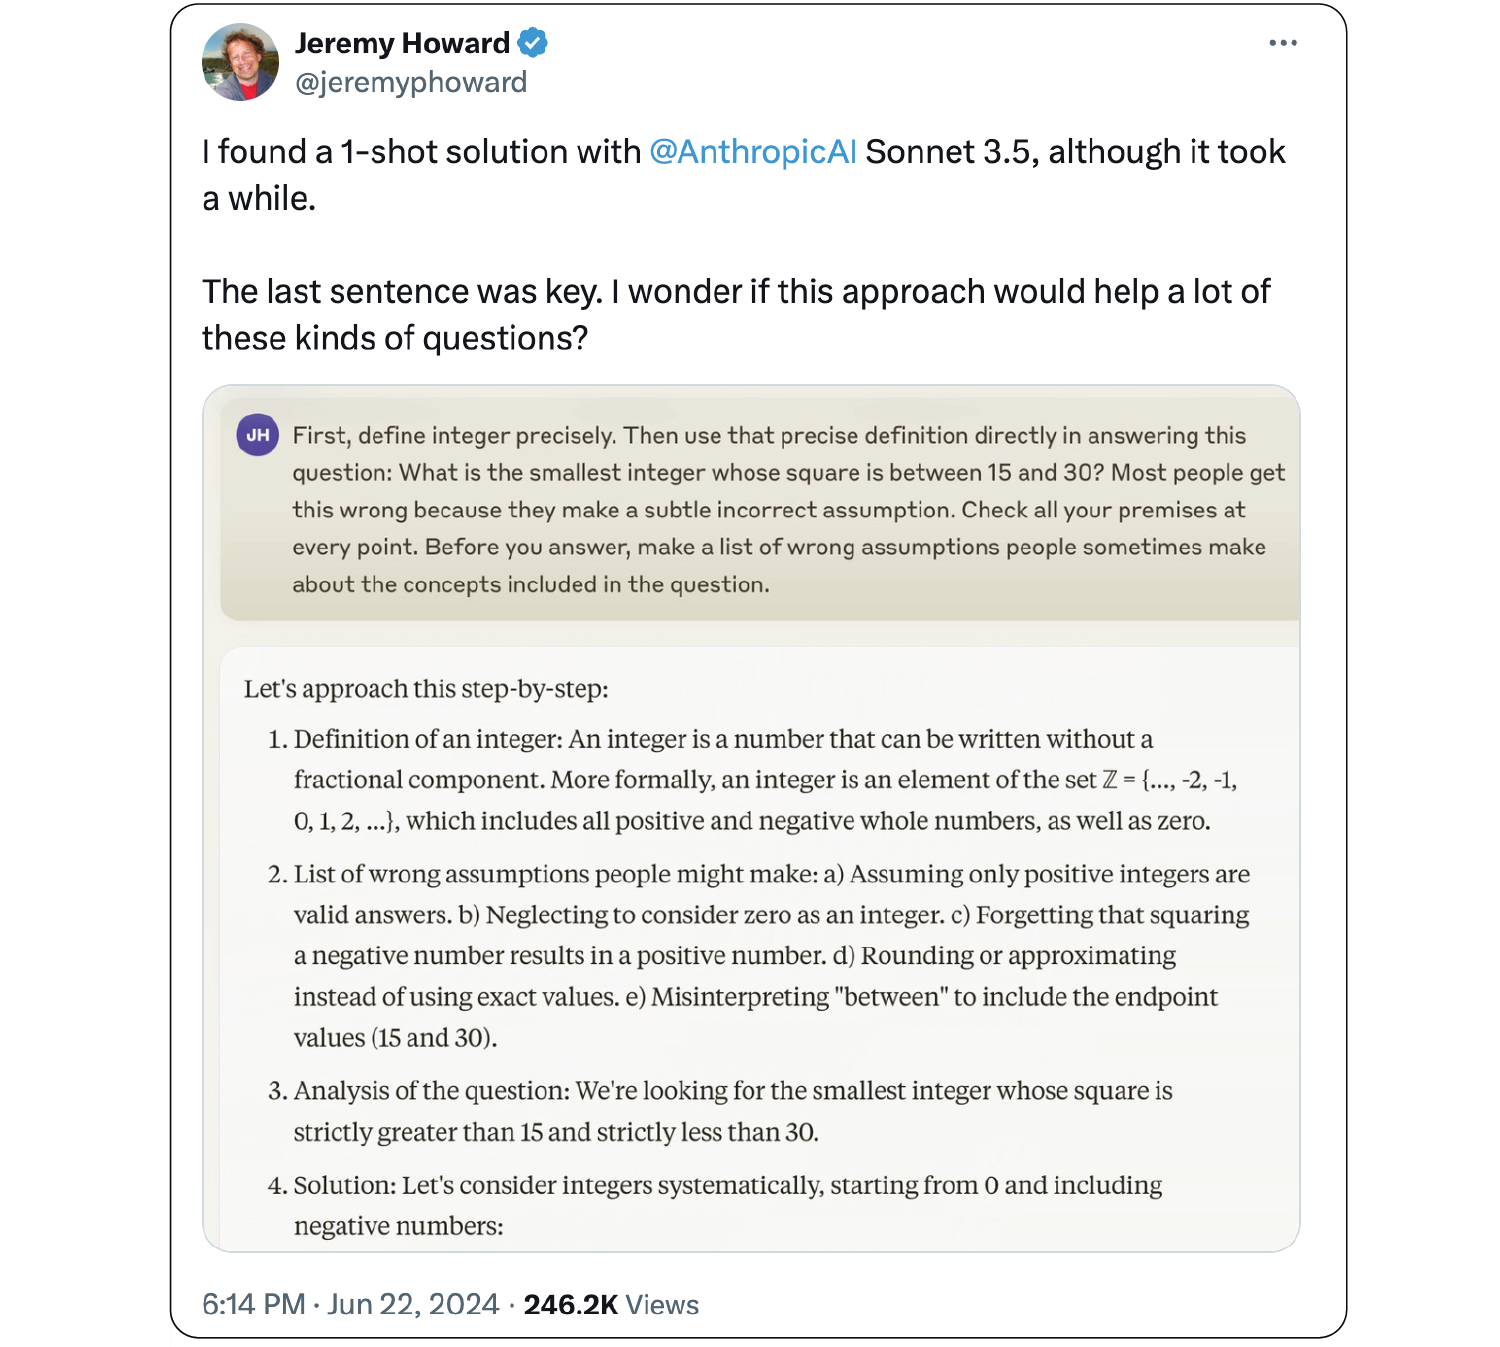 Jeremy Howard
@jeremyphoward
I found a 1-shot solution with @AnthropicAI Sonnet 3.5, although it took
a while.
The last sentence was key. I wonder if this approach would help a lot of
these kinds of questions?
JH
First, define integer precisely. Then use that precise definition directly in answering this
question: What is the smallest integer whose square is between 15 and 30? Most people get
this wrong because they make a subtle incorrect assumption. Check all your premises at
every point. Before you answer, make a list of wrong assumptions people sometimes make
about the concepts included in the question.
Let's approach this step-by-step:
1. Definition of an integer: An integer is a number that can be written without a
fractional component. More formally, an integer is an element of the set ℤ = {..., -2, -1,
0, 1, 2, ...}, which includes all positive and negative whole numbers, as well as zero.
2. List of wrong assumptions people might make: a) Assuming only positive integers are
valid answers. b) Neglecting to consider zero as an integer. c) Forgetting that squaring
a negative number results in a positive number. d) Rounding or approximating
instead of using exact values. e) Misinterpreting "between" to include the endpoint
values (15 and 30).
3. Analysis of the question: We're looking for the smallest integer whose square is
strictly greater than 15 and strictly less than 30.
4. Solution: Let's consider integers systematically, starting from 0 and including
negative numbers:
6:14 PM · Jun 22, 2024 · 246.2K Views